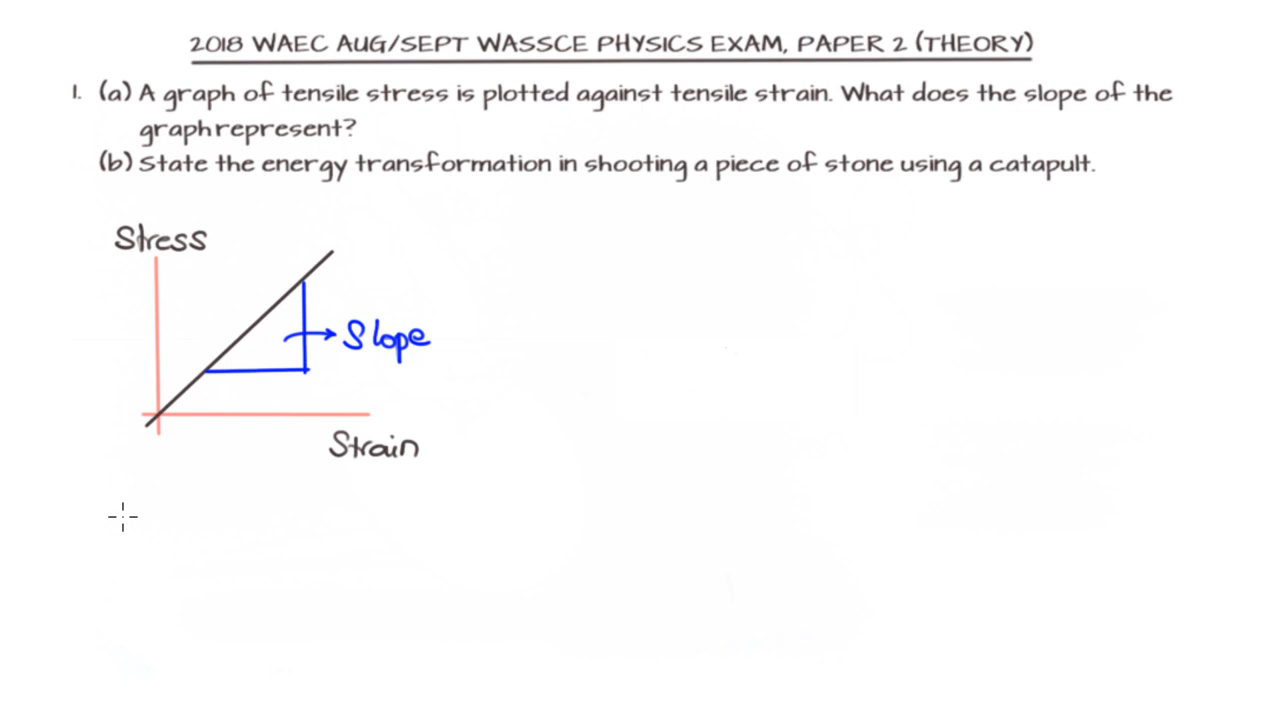 2018 WAEC AUG/SEPT WASSCE PHYSICS EXAM, PAPER 2 (THEORY)
1. (a) A graph of tensile stress is plotted against tensile strain. What does the slope of the
graph represent?
(b) State the energy transformation in shooting a piece of stone using a catapult.
Stress
Slope
Strain